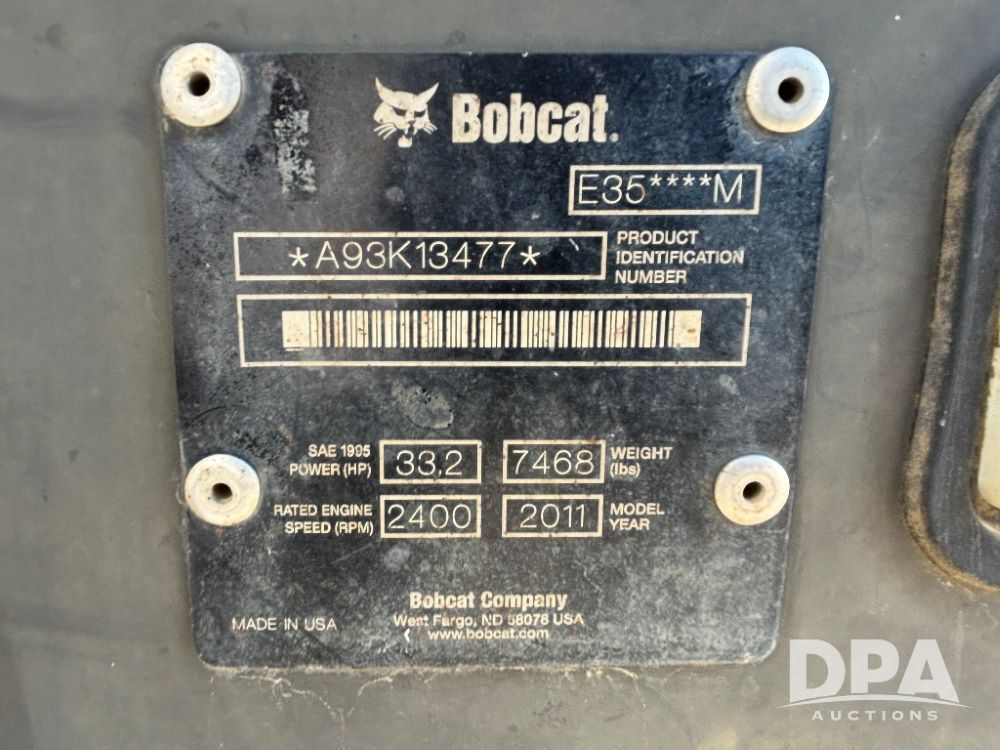 Bobcat.
E35****M
*A93K13477*
PRODUCT
IDENTIFICATION
NUMBER
SAE 1995
POWER (HP)
33.2
7468
WEIGHT
(lbs)
RATED ENGINE
SPEED (RPM)
2400
2011
MODEL
YEAR
Bobcat Company
MADE IN USA
West Fargo, ND 58078 USA
www.bobcat.com
DPA
AUCTIONS